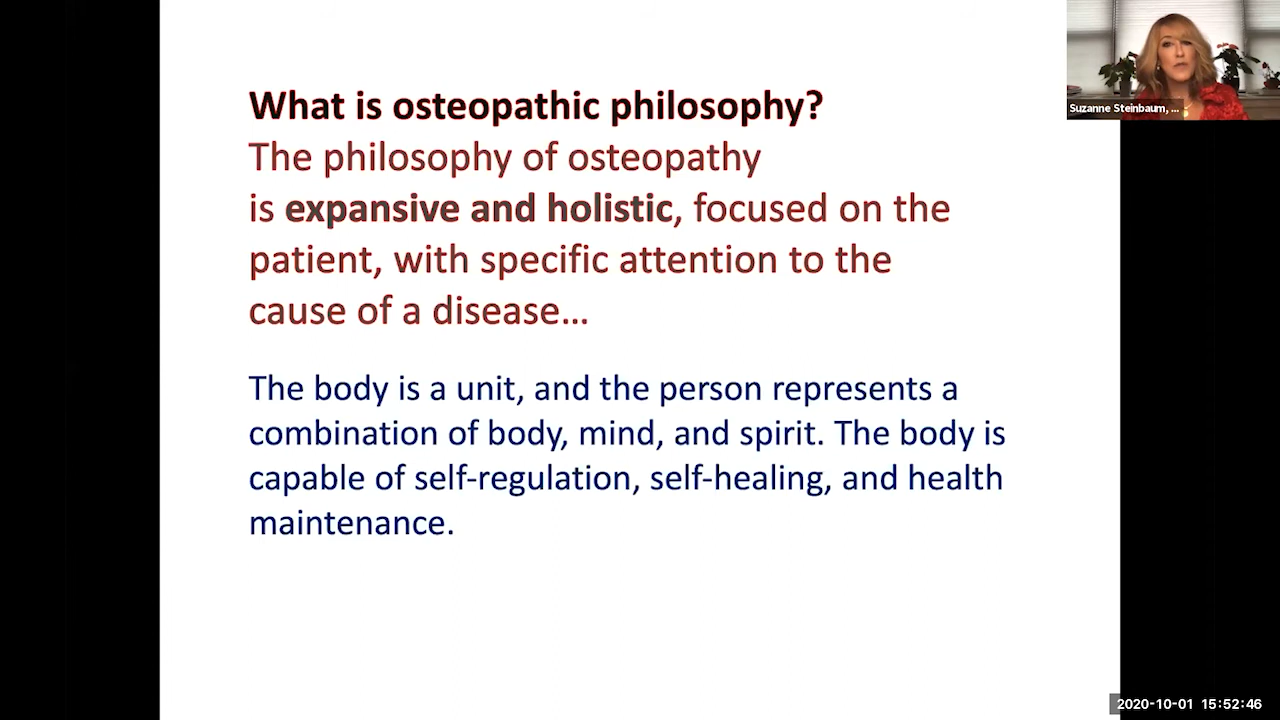 Suzanne Steinbaum, ...
What is osteopathic philosophy?
The philosophy of osteopathy
is expansive and holistic, focused on the
patient, with specific attention to the
cause of a disease…
The body is a unit, and the person represents a
combination of body, mind, and spirit. The body is
capable of self-regulation, self-healing, and health
maintenance.
2020-10-01 15:52:46